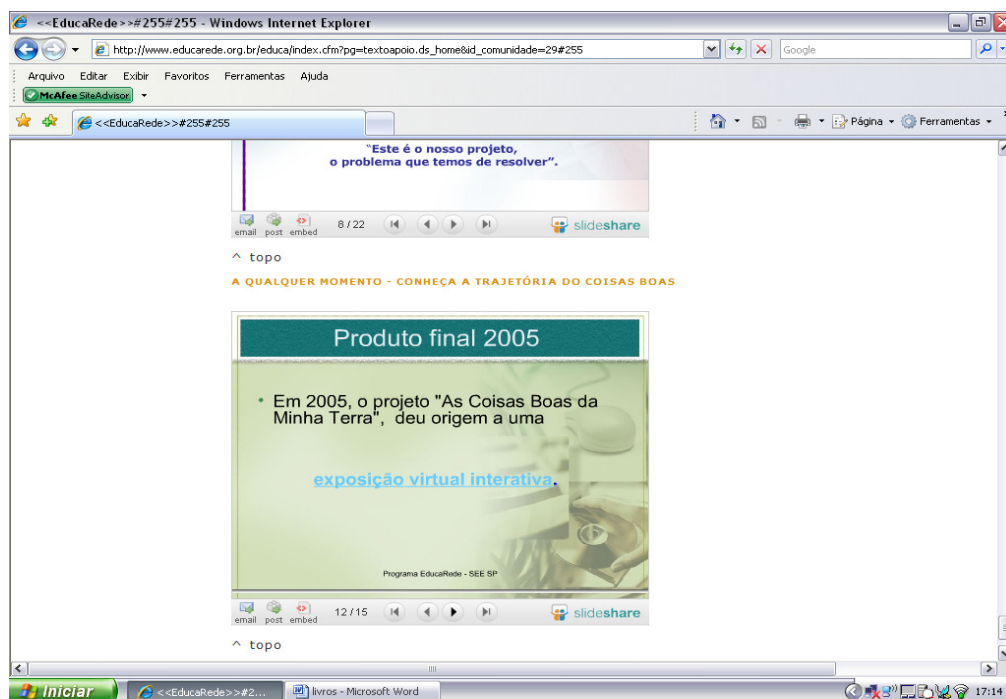 <<EducaRede>>#255#255 - Windows Internet Explorer
http://www.educarede.org.br/educa/index.cfm?pg=textoapoio.ds_home&id_comunidade=29#255
Google
Arquivo Editar Exibir Favoritos Ferramentas Ajuda
McAfee SiteAdvisor
<<EducaRede>>#255#255
Página Ferramentas
"Este é o nosso projeto,
o problema que temos de resolver".
email post embed 8 / 22 slideshare
^ topo
A QUALQUER MOMENTO - CONHEÇA A TRAJETÓRIA DO COISAS BOAS
Produto final 2005
• Em 2005, o projeto "As Coisas Boas da
Minha Terra", deu origem a uma
exposição virtual interativa.
Programa EducaRede - SEE SP
email post embed 12 / 15 slideshare
^ topo
Iniciar <<EducaRede>>#2... livros - Microsoft Word 17:14